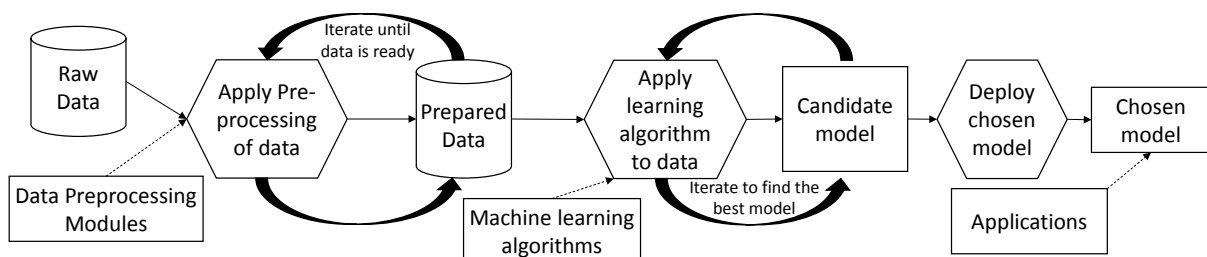 Raw
Data
Data Preprocessing
Modules
Apply Pre-
processing
of data
Iterate until
data is ready
Prepared
Data
Machine learning
algorithms
Apply
learning
algorithm
to data
Iterate to find the
best model
Candidate
model
Deploy
chosen
model
Chosen
model
Applications